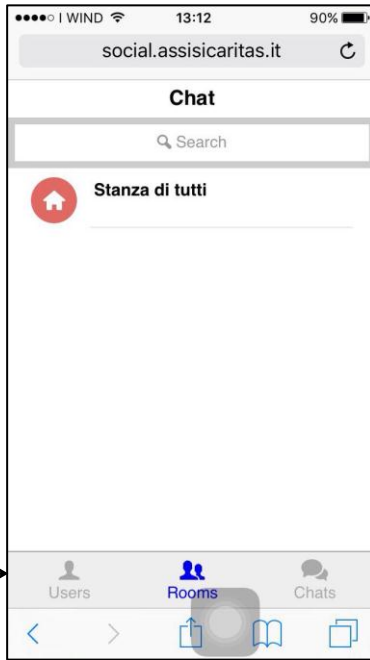 I WIND 13:12 90%
social.assisicaritas.it
Chat
Search
Stanza di tutti
Users Rooms Chats